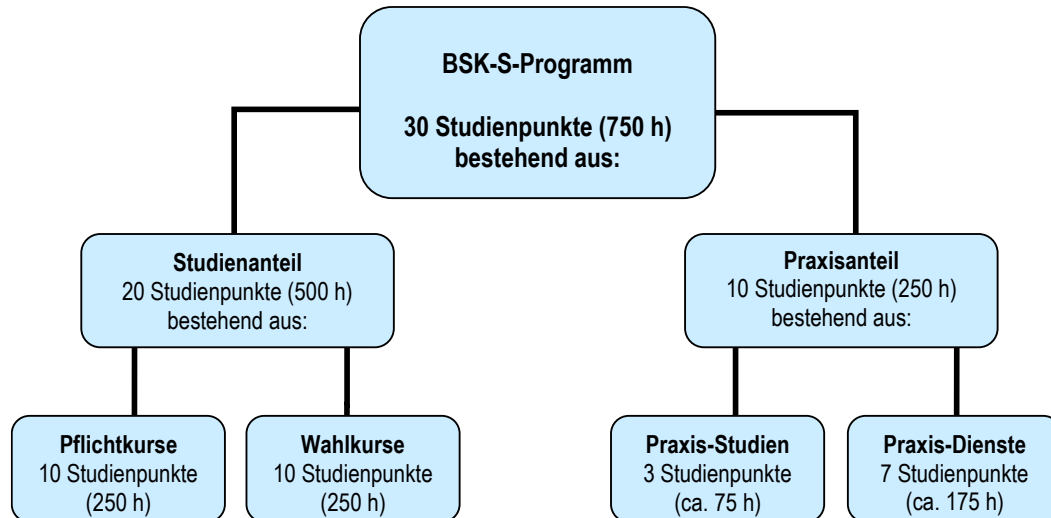 BSK-S-Programm
30 Studienpunkte (750 h)
bestehend aus:
Studienanteil
20 Studienpunkte (500 h)
bestehend aus:
Praxisanteil
10 Studienpunkte (250 h)
bestehend aus:
Pflichtkurse
10 Studienpunkte
(250 h)
Wahlkurse
10 Studienpunkte
(250 h)
Praxis-Studien
3 Studienpunkte
(ca. 75 h)
Praxis-Dienste
7 Studienpunkte
(ca. 175 h)